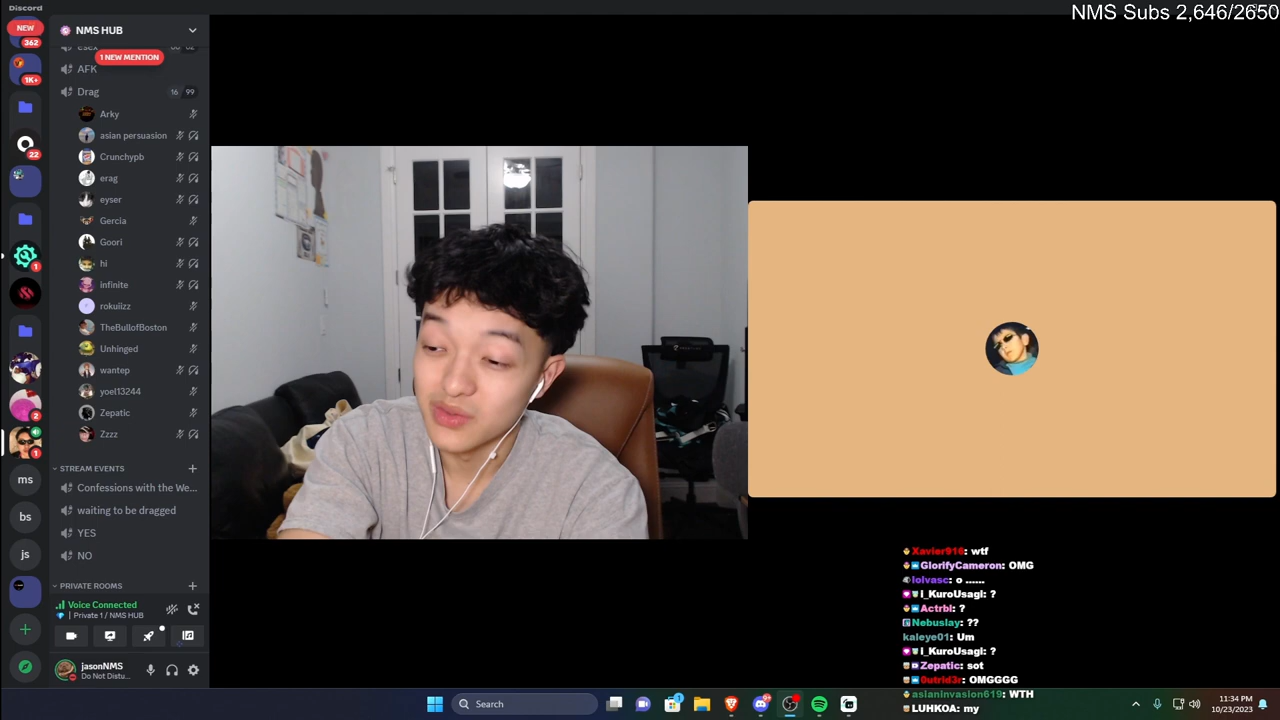 Discord
NMS Subs 2,646/2650
NEW
362
1K+
22
1
2
1
ms
bs
js
NMS HUB
1 NEW MENTION
AFK
Drag
16 99
Arky
asian persuasion
Crunchypb
erag
eyser
Gercia
Goori
hi
infinite
rokuiizz
TheBullofBoston
Unhinged
wantep
yoel13244
Zepatic
Zzzz
STREAM EVENTS
Confessions with the We...
waiting to be dragged
YES
NO
PRIVATE ROOMS
Voice Connected
Private 1 / NMS HUB
jasonNMS
Do Not Distu...
Xavier916: wtf
GlorifyCameron: OMG
lolvasc: o ......
i_KuroUsagi: ?
Actrbl: ?
Nebuslay: ??
kaleye01: Um
i_KuroUsagi: ?
Zepatic: sot
0utrid3r: OMGGGG
asianinvasion619: WTH
LUHKOA: my
Search
11:34 PM
10/23/2023